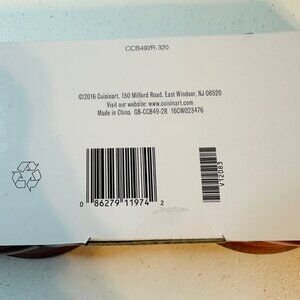 CCB492R-320
©2016 Cuisinart, 150 Milford Road, East Windsor, NJ 08520
Visit our website: www.cuisinart.com
Made in China GB-CCB49-2R 16CW023476
V12083
0 86279 11974 2